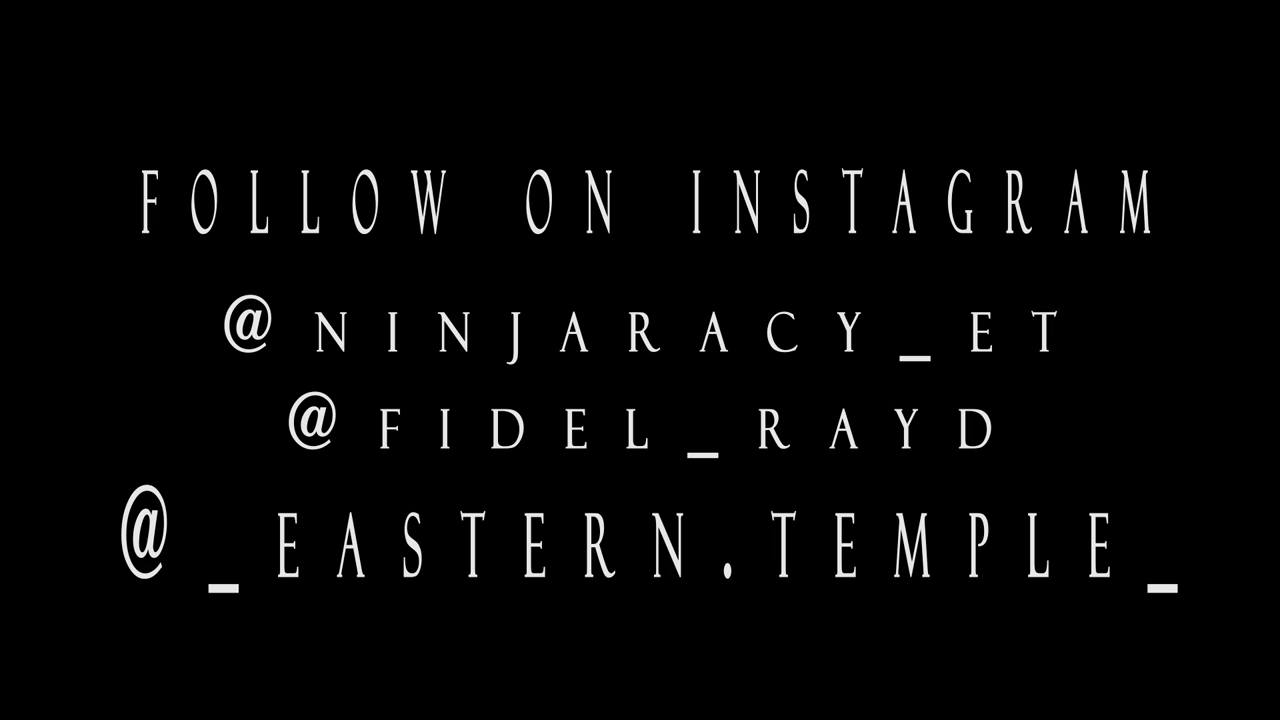 FOLLOW ON INSTAGRAM
@NINJARACY_ET
@FIDEL_RAYD
@_EASTERN.TEMPLE_